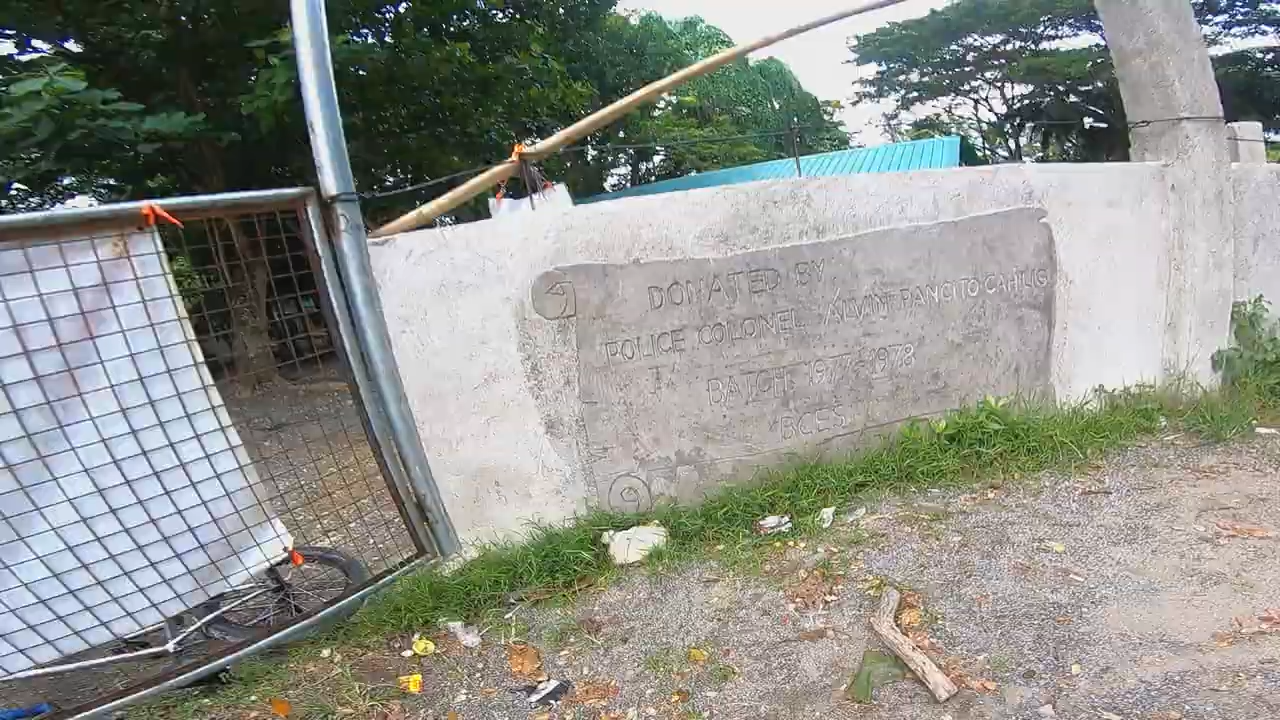 DONATED BY
POLICE COLONEL ALVIN PANCITO CAHILIG
BATCH 1977-1978
BCES